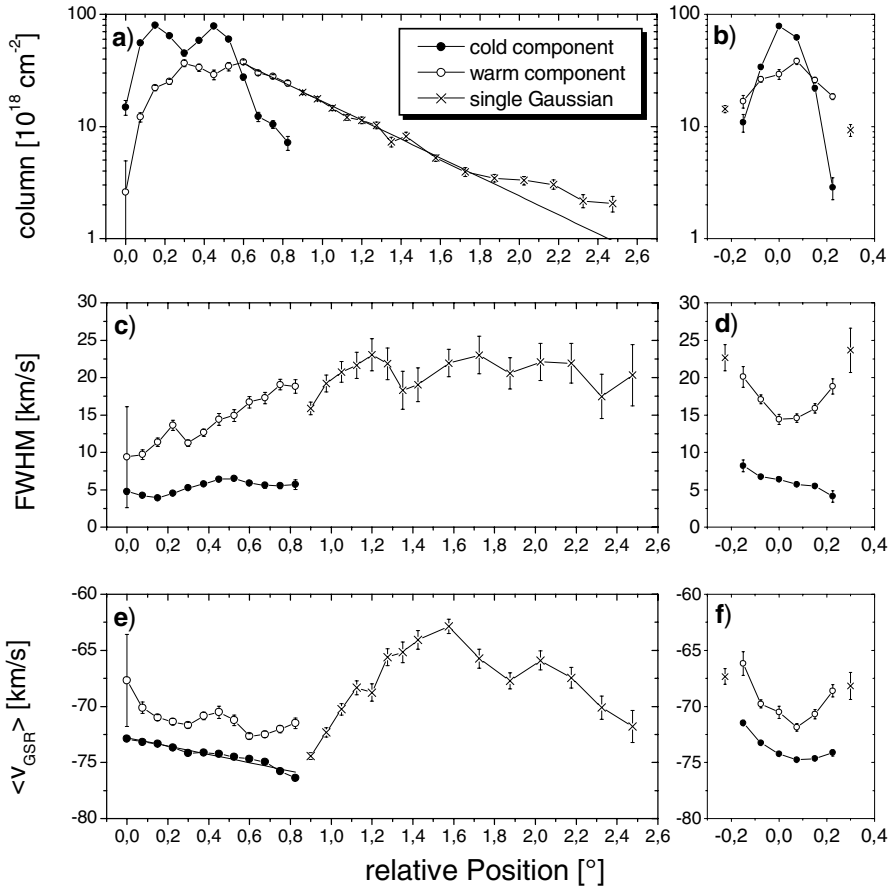 a)
b)
cold component
warm component
single Gaussian
column [10^18 cm^-2]
100
10
1
100
10
1
0,0 0,2 0,4 0,6 0,8 1,0 1,2 1,4 1,6 1,8 2,0 2,2 2,4 2,6
-0,2 0,0 0,2 0,4
c)
d)
FWHM [km/s]
30
25
20
15
10
5
0
30
25
20
15
10
5
0
0,0 0,2 0,4 0,6 0,8 1,0 1,2 1,4 1,6 1,8 2,0 2,2 2,4 2,6
-0,2 0,0 0,2 0,4
e)
f)
<v_GSR> [km/s]
-60
-65
-70
-75
-80
-60
-65
-70
-75
-80
0,0 0,2 0,4 0,6 0,8 1,0 1,2 1,4 1,6 1,8 2,0 2,2 2,4 2,6
-0,2 0,0 0,2 0,4
relative Position [°]